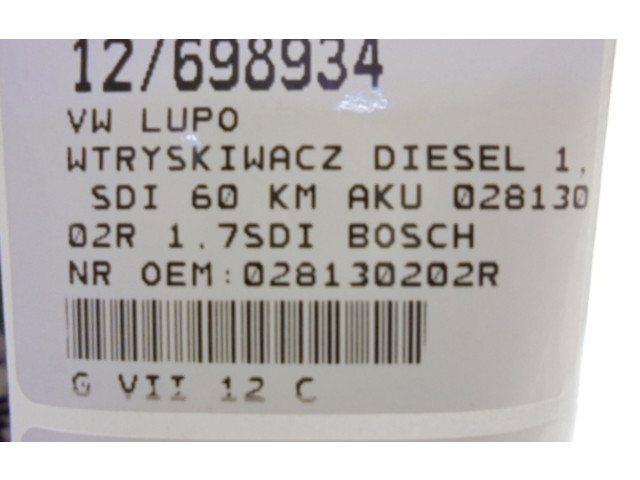 12/698934
VW LUPO
WTRYSKIWACZ DIESEL 1,
SDI 60 KM AKU 028130
02R 1.7SDI BOSCH
NR OEM:028130202R
G VII 12 C